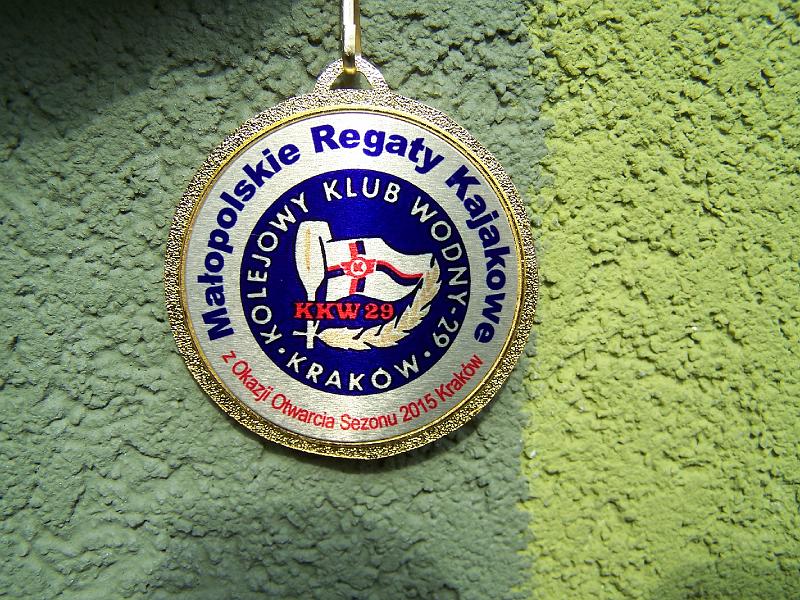 Małopolskie Regaty Kajakowe
KOLEJOWY KLUB WODNY-29
K
KKW 29
• KRAKÓW •
z Okazji Otwarcia Sezonu 2015 Kraków